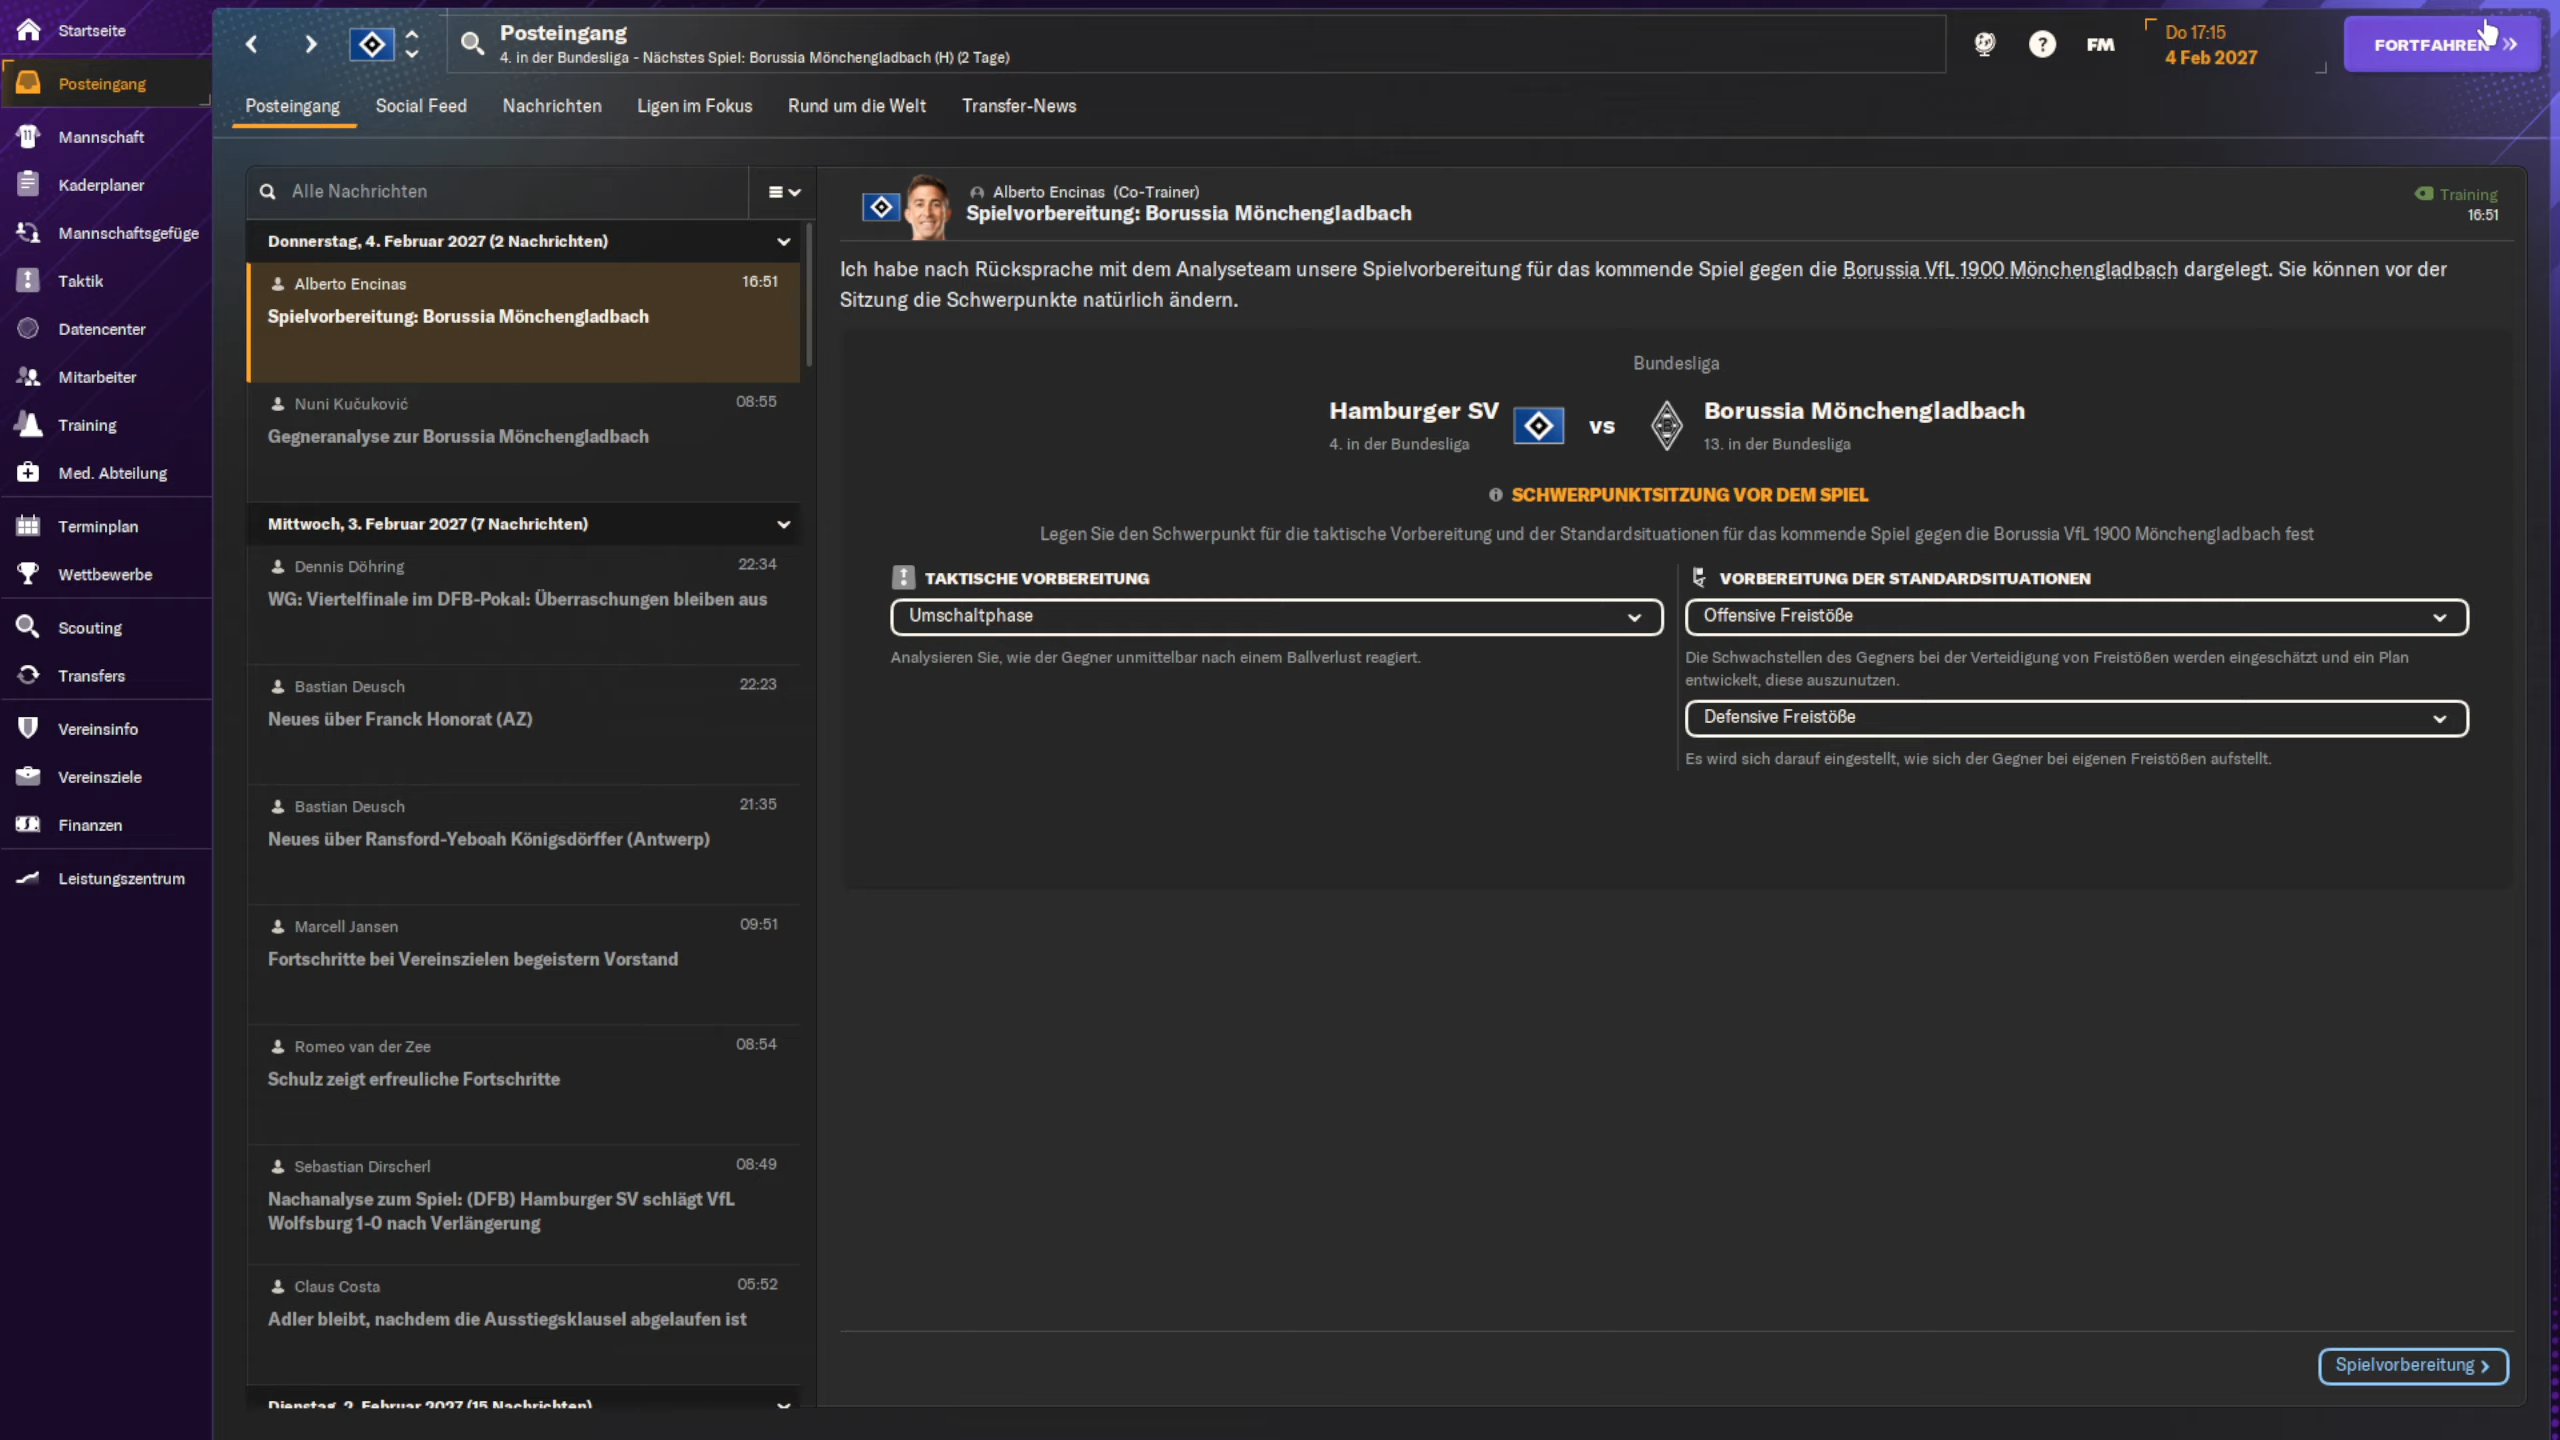 Startseite
Posteingang
Mannschaft
Kaderplaner
Mannschaftsgefüge
Taktik
Datencenter
Mitarbeiter
Training
Med. Abteilung
Terminplan
Wettbewerbe
Scouting
Transfers
Vereinsinfo
Vereinsziele
Finanzen
Leistungszentrum
Posteingang
4. in der Bundesliga - Nächstes Spiel: Borussia Mönchengladbach (H) (2 Tage)
FM
Do 17:15
4 Feb 2027
FORTFAHREN
Posteingang Social Feed Nachrichten Ligen im Fokus Rund um die Welt Transfer-News
Alle Nachrichten
Donnerstag, 4. Februar 2027 (2 Nachrichten)
Alberto Encinas 16:51
Spielvorbereitung: Borussia Mönchengladbach
Nuni Kučuković 08:55
Gegneranalyse zur Borussia Mönchengladbach
Mittwoch, 3. Februar 2027 (7 Nachrichten)
Dennis Döhring 22:34
WG: Viertelfinale im DFB-Pokal: Überraschungen bleiben aus
Bastian Deusch 22:23
Neues über Franck Honorat (AZ)
Bastian Deusch 21:35
Neues über Ransford-Yeboah Königsdörffer (Antwerp)
Marcell Jansen 09:51
Fortschritte bei Vereinszielen begeistern Vorstand
Romeo van der Zee 08:54
Schulz zeigt erfreuliche Fortschritte
Sebastian Dirscherl 08:49
Nachanalyse zum Spiel: (DFB) Hamburger SV schlägt VfL
Wolfsburg 1-0 nach Verlängerung
Claus Costa 05:52
Adler bleibt, nachdem die Ausstiegsklausel abgelaufen ist
Dienstag, 2. Februar 2027 (15 Nachrichten)
Alberto Encinas (Co-Trainer)
Spielvorbereitung: Borussia Mönchengladbach
Training
16:51
Ich habe nach Rücksprache mit dem Analyseteam unsere Spielvorbereitung für das kommende Spiel gegen die Borussia VfL 1900 Mönchengladbach dargelegt. Sie können vor der
Sitzung die Schwerpunkte natürlich ändern.
Bundesliga
Hamburger SV vs Borussia Mönchengladbach
4. in der Bundesliga 13. in der Bundesliga
SCHWERPUNKTSITZUNG VOR DEM SPIEL
Legen Sie den Schwerpunkt für die taktische Vorbereitung und der Standardsituationen für das kommende Spiel gegen die Borussia VfL 1900 Mönchengladbach fest
TAKTISCHE VORBEREITUNG
Umschaltphase
Analysieren Sie, wie der Gegner unmittelbar nach einem Ballverlust reagiert.
VORBEREITUNG DER STANDARDSITUATIONEN
Offensive Freistöße
Die Schwachstellen des Gegners bei der Verteidigung von Freistößen werden eingeschätzt und ein Plan
entwickelt, diese auszunutzen.
Defensive Freistöße
Es wird sich darauf eingestellt, wie sich der Gegner bei eigenen Freistößen aufstellt.
Spielvorbereitung